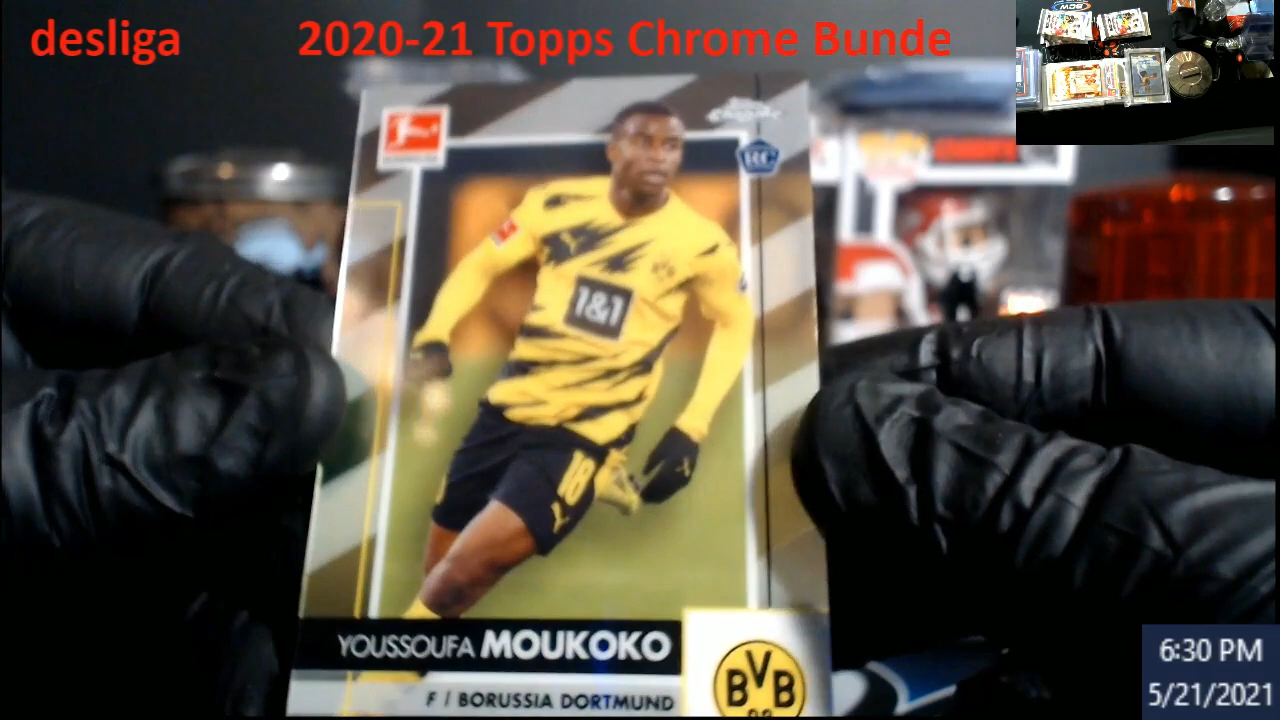 desliga 2020-21 Topps Chrome Bunde
RC
1&1
18
YOUSSOUFA MOUKOKO
F / BORUSSIA DORTMUND
BVB
09
6:30 PM
5/21/2021